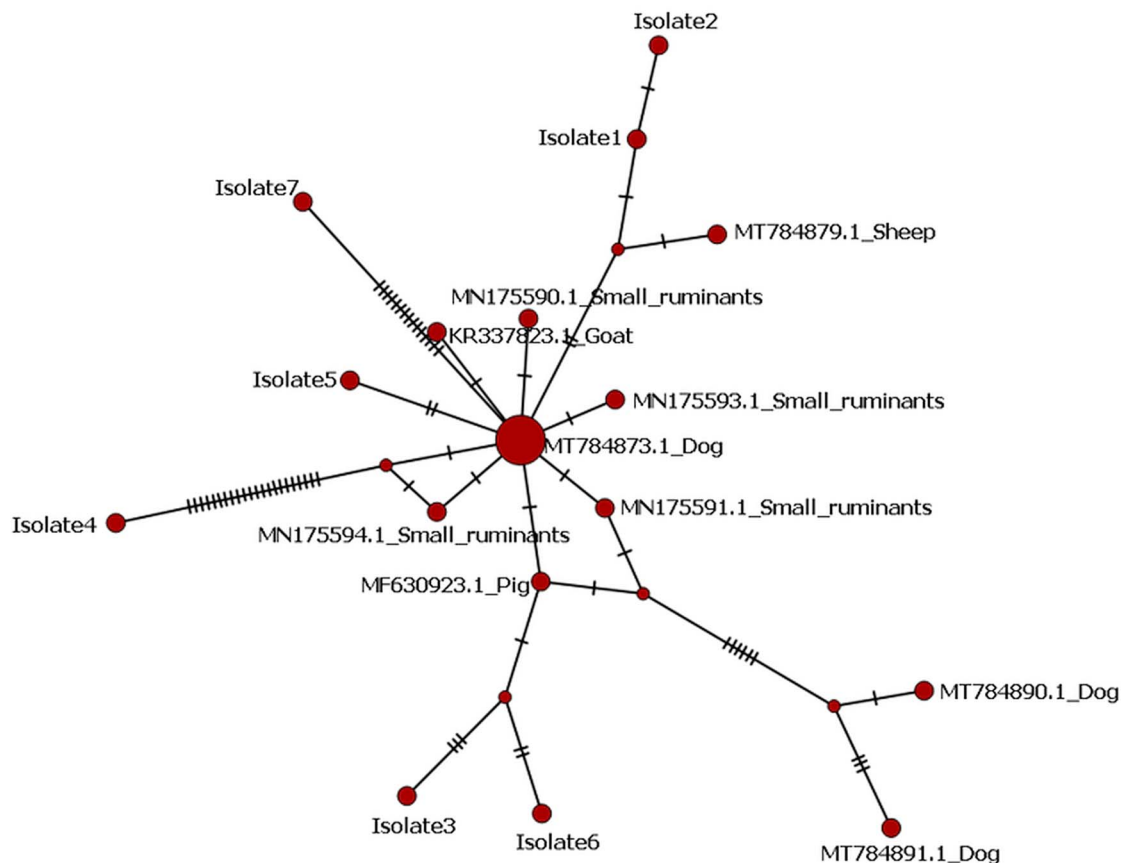 Isolate2
Isolate1
Isolate7
MT784879.1_Sheep
MN175590.1_Small_ruminants
KR337823.1_Goat
Isolate5
MN175593.1_Small_ruminants
MT784873.1_Dog
MN175591.1_Small_ruminants
Isolate4
MN175594.1_Small_ruminants
MF630923.1_Pig
MT784890.1_Dog
Isolate3
Isolate6
MT784891.1_Dog